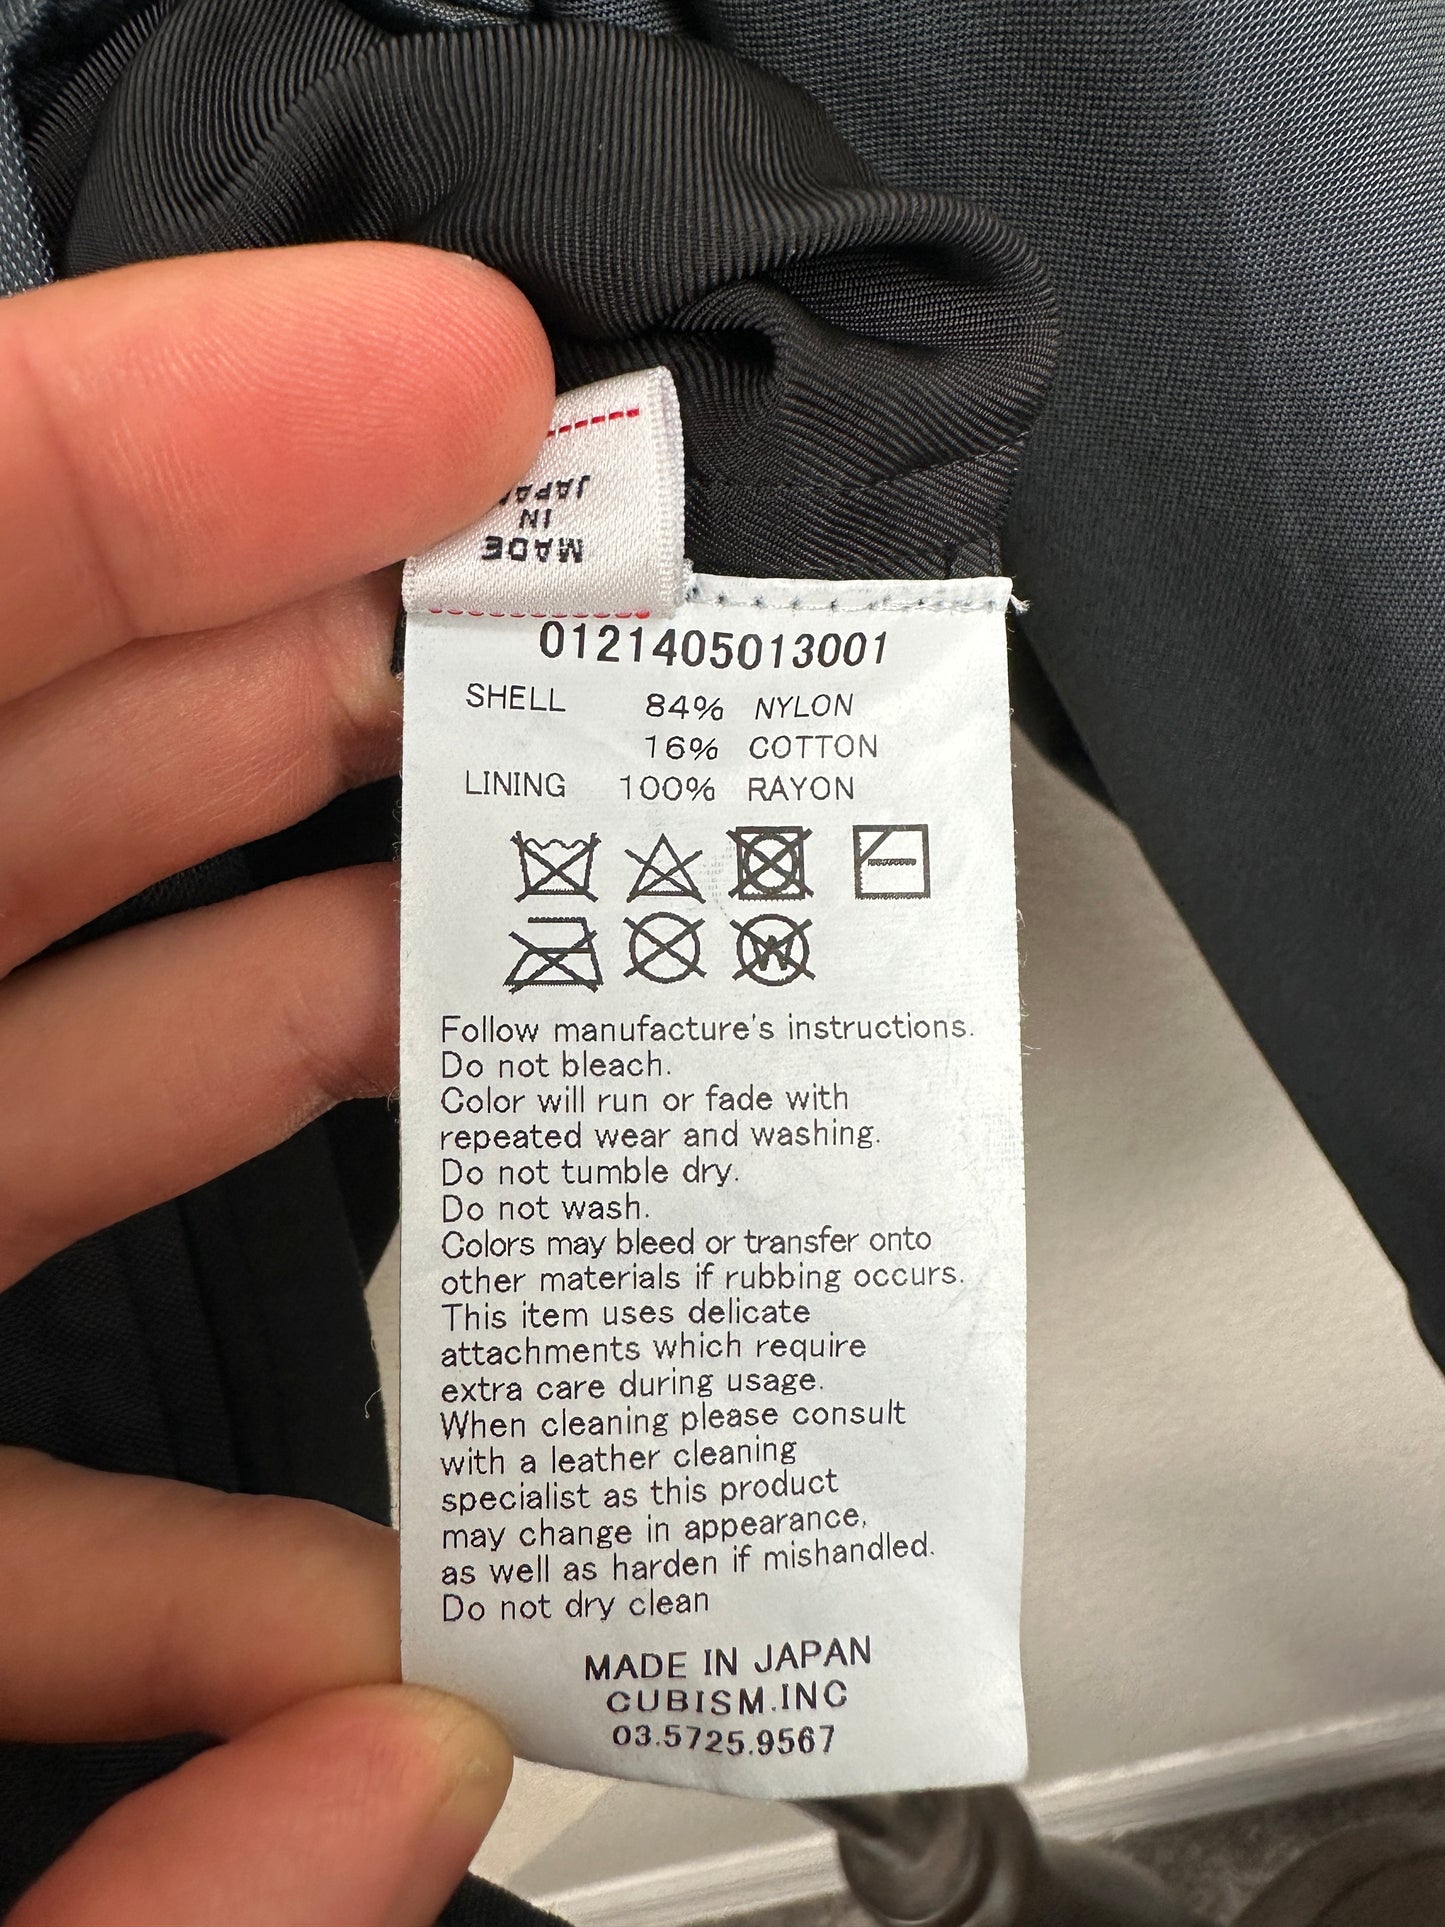 MADE
IN
JAPAN
0121405013001
SHELL 84% NYLON
16% COTTON
LINING 100% RAYON
W
Follow manufacture's instructions.
Do not bleach.
Color will run or fade with
repeated wear and washing.
Do not tumble dry.
Do not wash.
Colors may bleed or transfer onto
other materials if rubbing occurs.
This item uses delicate
attachments which require
extra care during usage.
When cleaning please consult
with a leather cleaning
specialist as this product
may change in appearance,
as well as harden if mishandled.
Do not dry clean
MADE IN JAPAN
CUBISM.INC
03.5725.9567